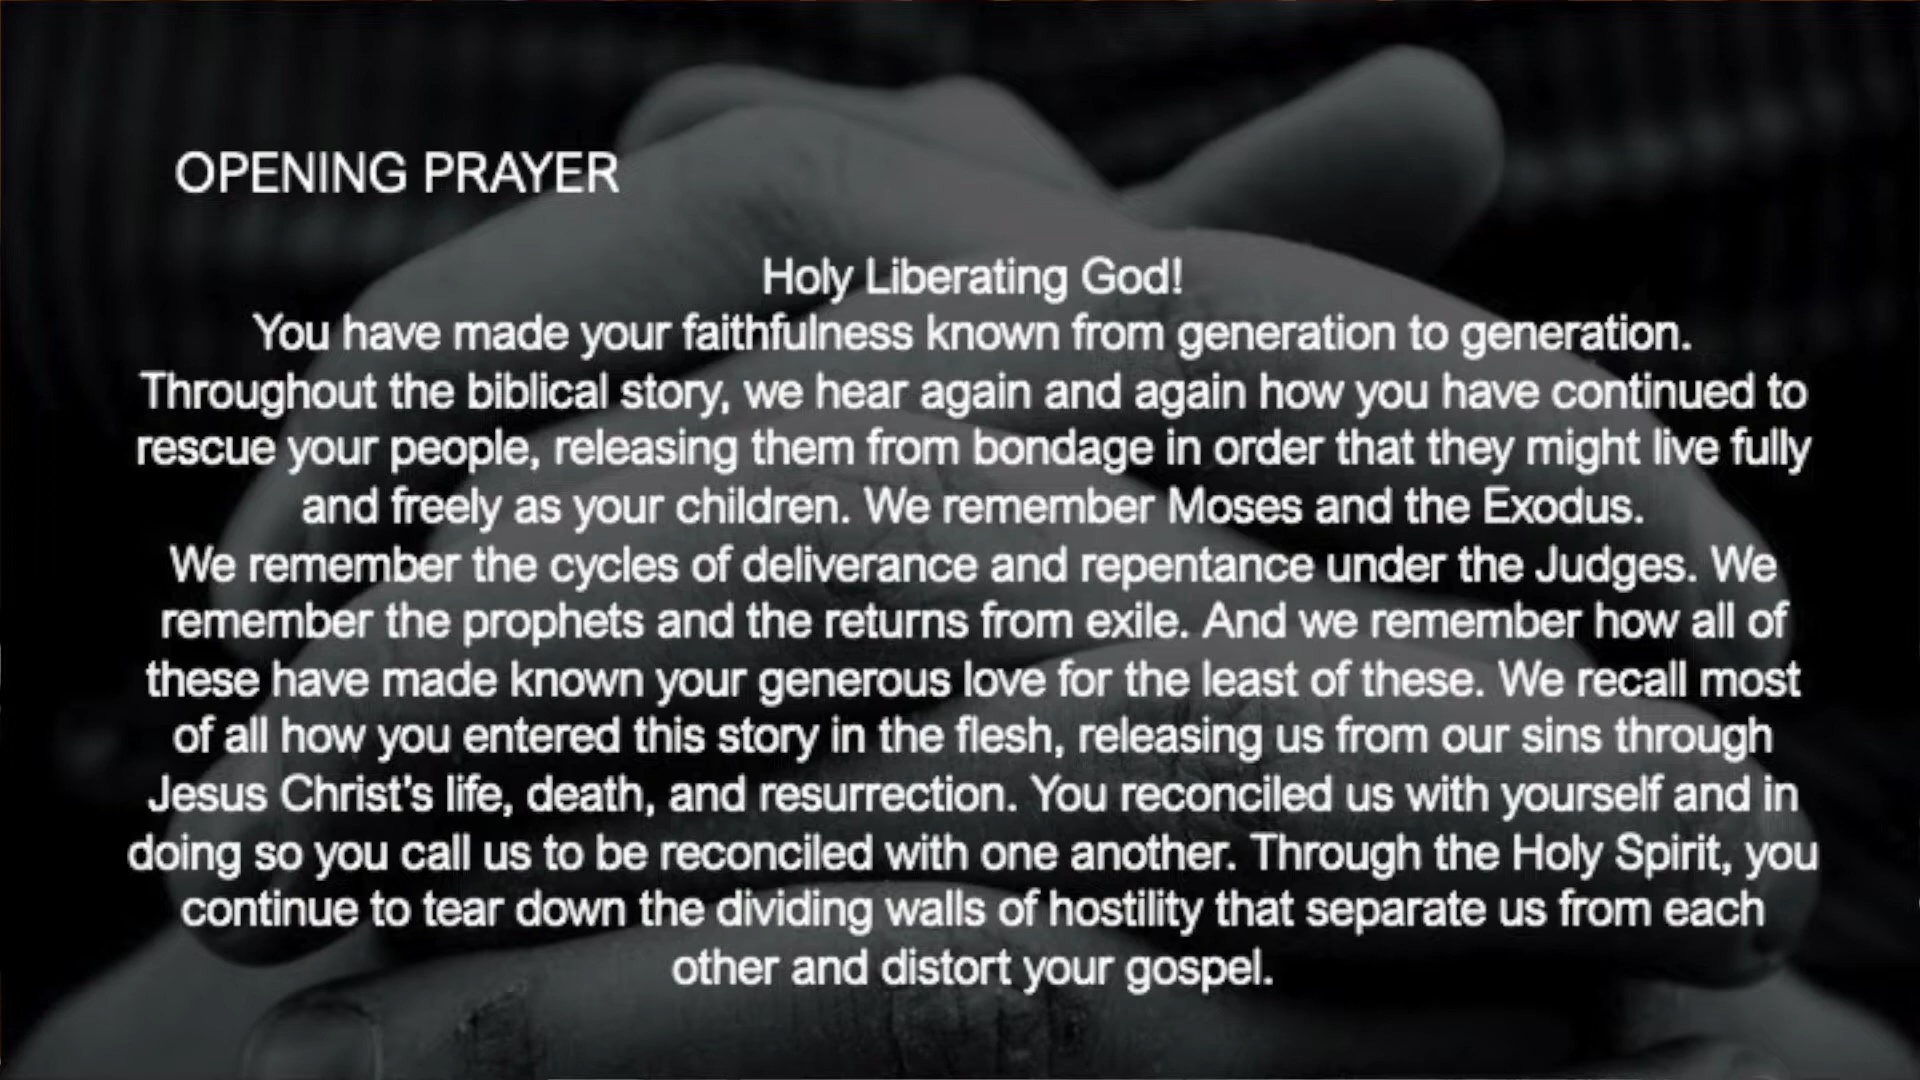 OPENING PRAYER
Holy Liberating God!
You have made your faithfulness known from generation to generation.
Throughout the biblical story, we hear again and again how you have continued to
rescue your people, releasing them from bondage in order that they might live fully
and freely as your children. We remember Moses and the Exodus.
We remember the cycles of deliverance and repentance under the Judges. We
remember the prophets and the returns from exile. And we remember how all of
these have made known your generous love for the least of these. We recall most
of all how you entered this story in the flesh, releasing us from our sins through
Jesus Christ's life, death, and resurrection. You reconciled us with yourself and in
doing so you call us to be reconciled with one another. Through the Holy Spirit, you
continue to tear down the dividing walls of hostility that separate us from each
other and distort your gospel.